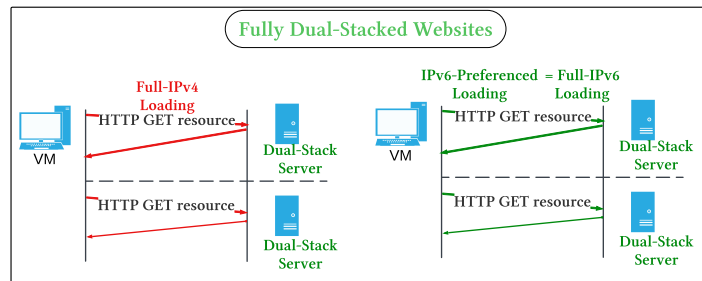 Fully Dual-Stacked Websites
Full-IPv4
Loading
HTTP GET resource
VM
Dual-Stack
Server
HTTP GET resource
Dual-Stack
Server
IPv6-Preferenced = Full-IPv6
Loading Loading
HTTP GET resource
VM
Dual-Stack
Server
HTTP GET resource
Dual-Stack
Server